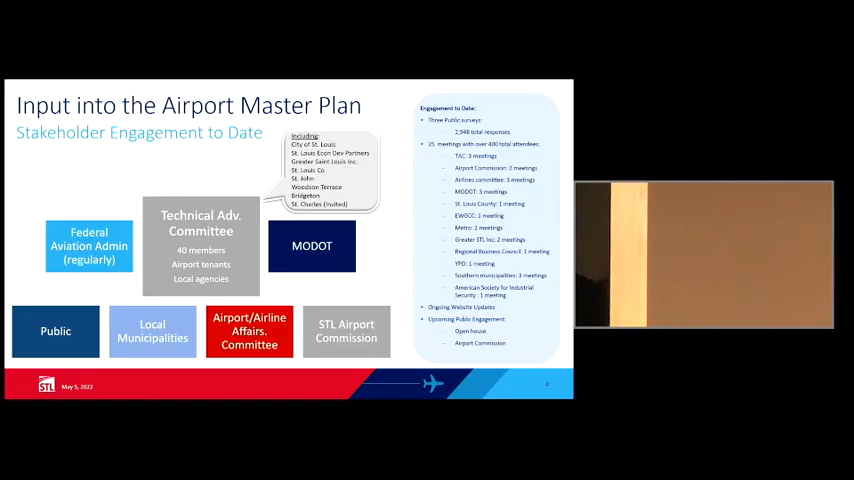 Input into the Airport Master Plan
Stakeholder Engagement to Date
Including:
City of St. Louis
St. Louis Econ Dev Partners
Greater Saint Louis Inc.
St. Louis Co
St. John
Woodson Terrace
Bridgeton
St. Charles (invited)
Federal
Aviation Admin
(regularly)
Technical Adv.
Committee
40 members
Airport tenants
Local agencies
MODOT
Public
Local
Municipalities
Airport/Airline
Affairs.
Committee
STL Airport
Commission
Engagement to Date:
• Three Public surveys:
– 2,948 total responses
• 25 meetings with over 400 total attendees:
– TAC: 3 meetings
– Airport Commission: 2 meetings
– Airlines committee: 3 meetings
– MODOT: 3 meetings
– St. Louis County: 1 meeting
– EWGCC: 1 meeting
– Metro: 2 meetings
– Greater STL Inc: 2 meetings
– Regional Business Council: 1 meeting
– YPO: 1 meeting
– Southern municipalities: 3 meetings
– American Society for Industrial
Security : 1 meeting
• Ongoing Website Updates
• Upcoming Public Engagement:
– Open house
– Airport Commission
STL
May 5, 2022